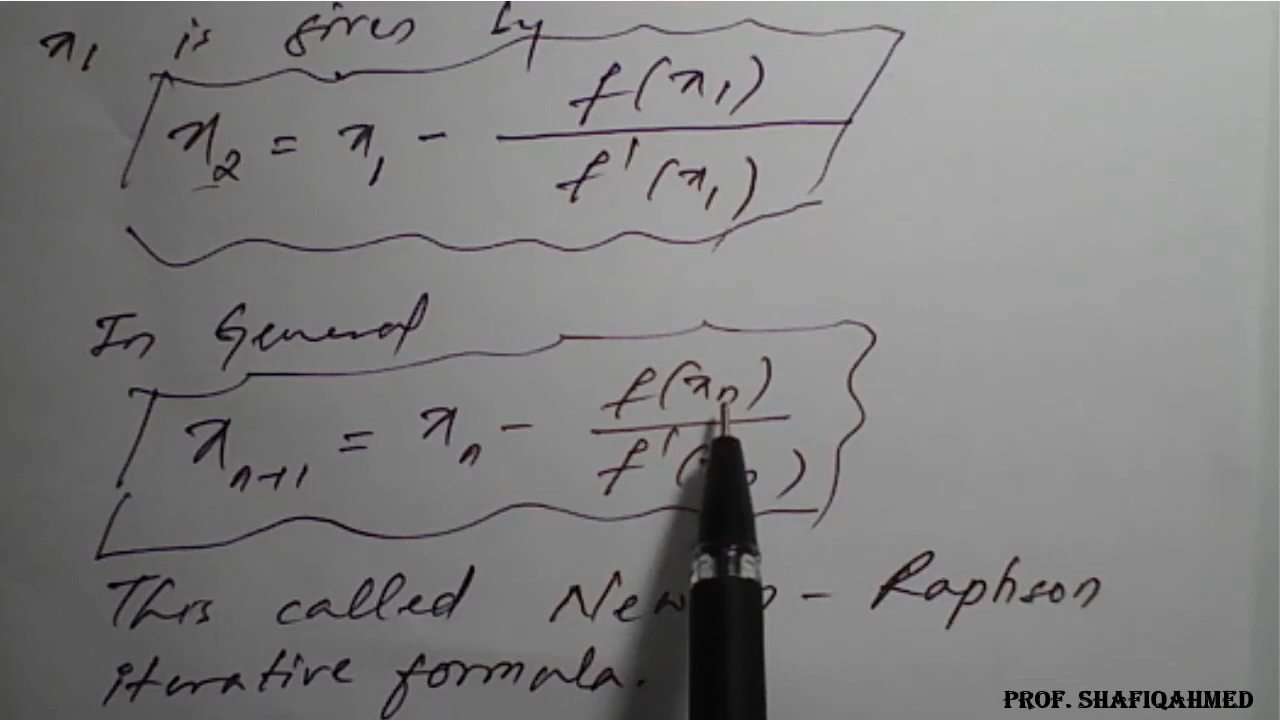 x₁ is given by
x₂ = x₁ - f(x₁) / f'(x₁)
In General
xₙ₊₁ = xₙ - f(xₙ) / f'( )
This called - Raphson
iterative formula.
PROF. SHAFIQAHMED